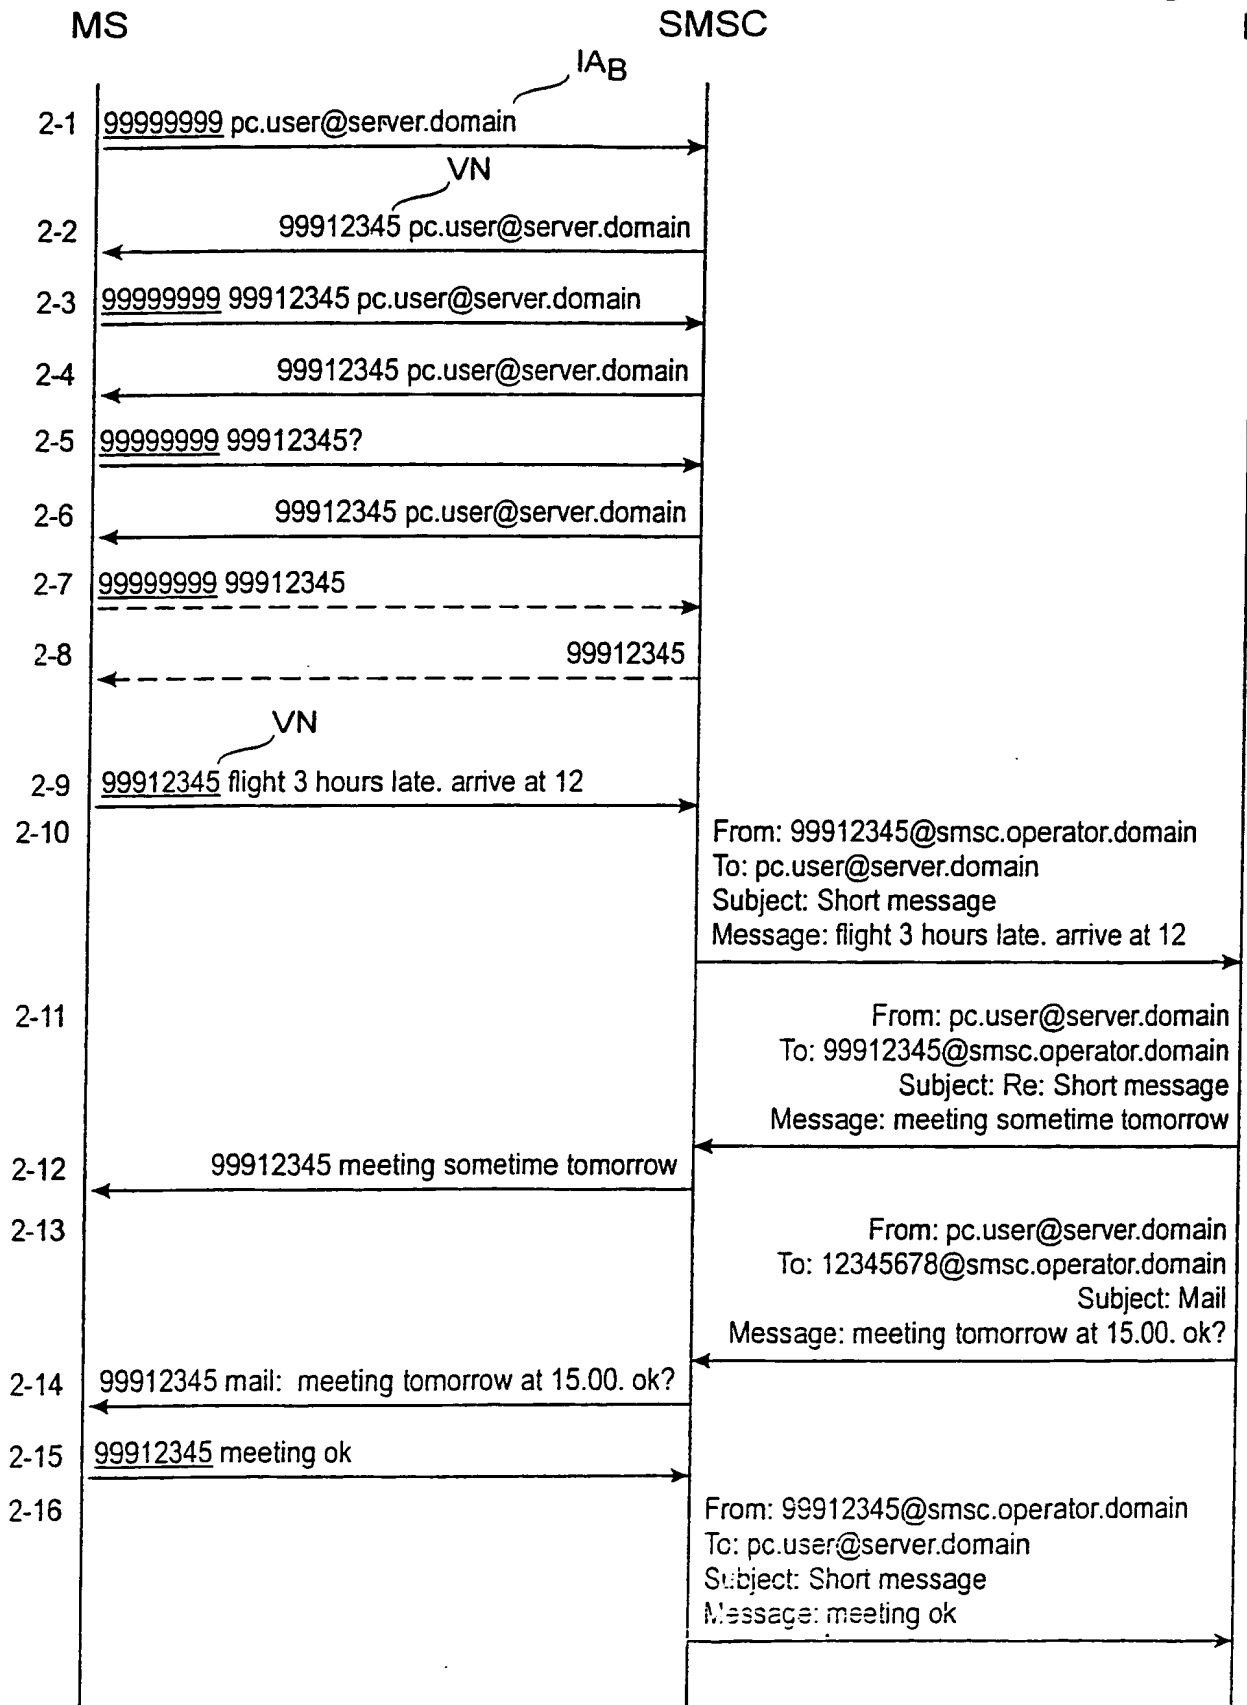 MS SMSC
IAB
2-1 99999999 pc.user@server.domain
VN
2-2 99912345 pc.user@server.domain
2-3 99999999 99912345 pc.user@server.domain
2-4 99912345 pc.user@server.domain
2-5 99999999 99912345?
2-6 99912345 pc.user@server.domain
2-7 99999999 99912345
2-8 99912345
VN
2-9 99912345 flight 3 hours late. arrive at 12
2-10 From: 99912345@smsc.operator.domain
To: pc.user@server.domain
Subject: Short message
Message: flight 3 hours late. arrive at 12
2-11 From: pc.user@server.domain
To: 99912345@smsc.operator.domain
Subject: Re: Short message
Message: meeting sometime tomorrow
2-12 99912345 meeting sometime tomorrow
2-13 From: pc.user@server.domain
To: 12345678@smsc.operator.domain
Subject: Mail
Message: meeting tomorrow at 15.00. ok?
2-14 99912345 mail: meeting tomorrow at 15.00. ok?
2-15 99912345 meeting ok
2-16 From: 99912345@smsc.operator.domain
To: pc.user@server.domain
Subject: Short message
Message: meeting ok